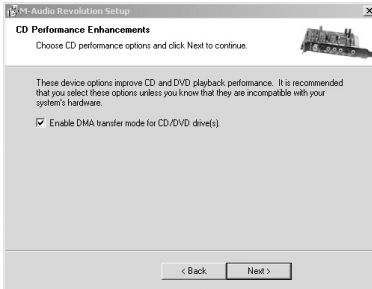 M-Audio Revolution Setup
CD Performance Enhancements
Choose CD performance options and click Next to continue.
These device options improve CD and DVD playback performance. It is recommended
that you select these options unless you know that they are incompatible with your
system's hardware.
Enable DMA transfer mode for CD/DVD drive(s).
< Back
Next >